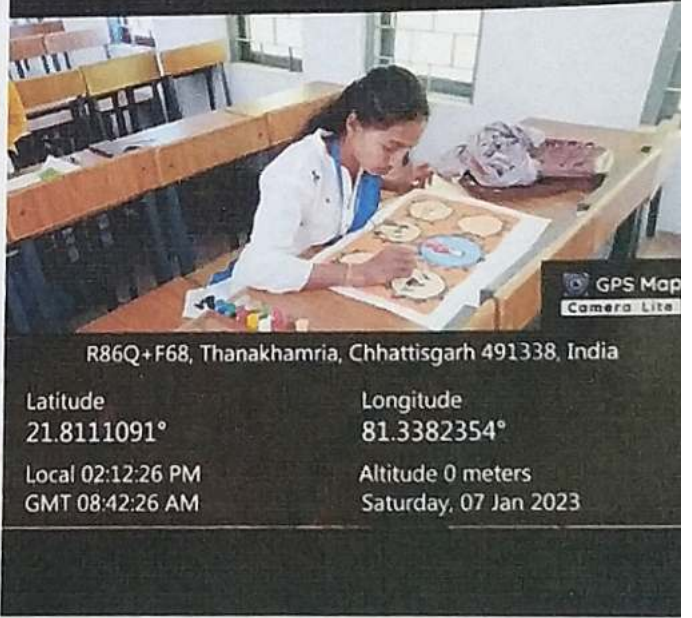 GPS Map
Camera Lite
R86Q+F68, Thanakhamria, Chhattisgarh 491338, India
Latitude
21.8111091°
Longitude
81.3382354°
Local 02:12:26 PM
GMT 08:42:26 AM
Altitude 0 meters
Saturday, 07 Jan 2023